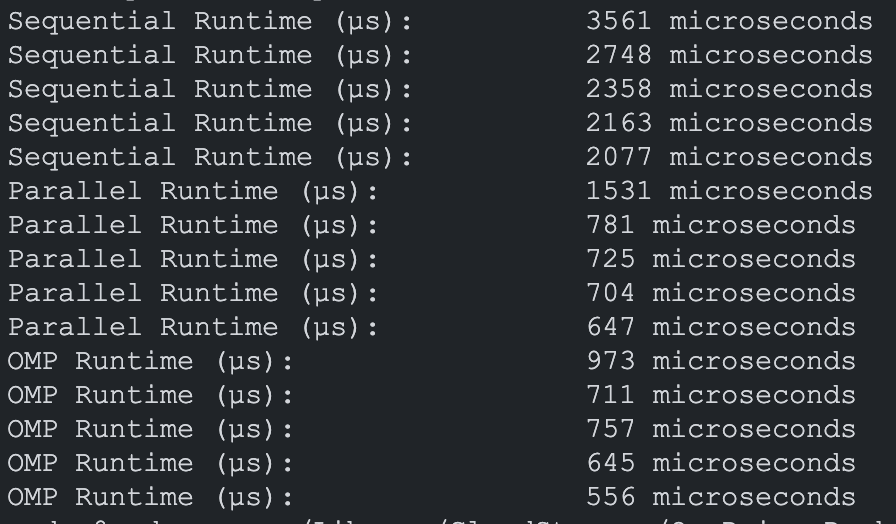 Sequential Runtime (µs): 3561 microseconds
Sequential Runtime (µs): 2748 microseconds
Sequential Runtime (µs): 2358 microseconds
Sequential Runtime (µs): 2163 microseconds
Sequential Runtime (µs): 2077 microseconds
Parallel Runtime (µs): 1531 microseconds
Parallel Runtime (µs): 781 microseconds
Parallel Runtime (µs): 725 microseconds
Parallel Runtime (µs): 704 microseconds
Parallel Runtime (µs): 647 microseconds
OMP Runtime (µs): 973 microseconds
OMP Runtime (µs): 711 microseconds
OMP Runtime (µs): 757 microseconds
OMP Runtime (µs): 645 microseconds
OMP Runtime (µs): 556 microseconds